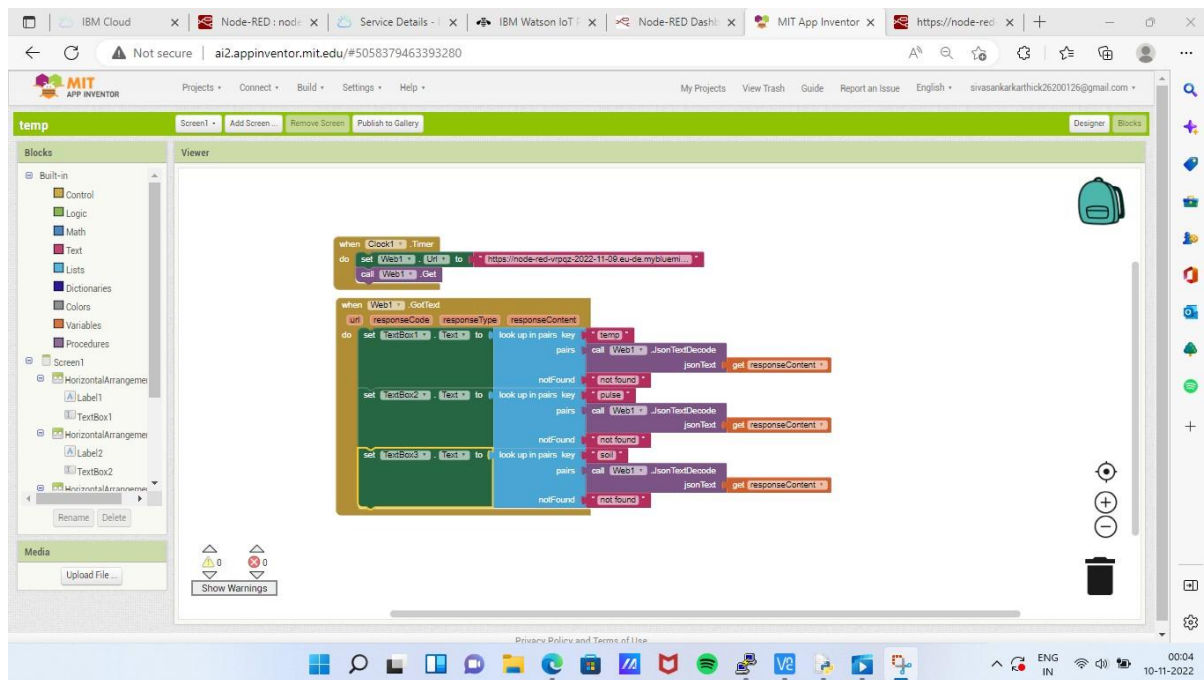 IBM Cloud
Node-RED : node
Service Details -
IBM Watson IoT P
Node-RED Dashb
MIT App Inventor
https://node-red
Not secure ai2.appinventor.mit.edu/#5058379463393280
MIT
APP INVENTOR
Projects Connect Build Settings Help My Projects View Trash Guide Report an Issue English sivasankarkarthick26200126@gmail.com
temp Screen1 Add Screen ... Remove Screen Publish to Gallery Designer Blocks
Blocks Viewer
Built-in
Control
Logic
Math
Text
Lists
Dictionaries
Colors
Variables
Procedures
Screen1
HorizontalArrangemen
Label1
TextBox1
HorizontalArrangemen
Label2
TextBox2
HorizontalArrangemen
Rename Delete
Media
Upload File ...
when Clock1 .Timer
do set Web1 . Url to " https://node-red-vrpqz-2022-11-09.eu-de.mybluemi... "
call Web1 .Get
when Web1 .GotText
url responseCode responseType responseContent
do set TextBox1 . Text to look up in pairs key " temp "
pairs call Web1 .JsonTextDecode
jsonText get responseContent
notFound " not found "
set TextBox2 . Text to look up in pairs key " pulse "
pairs call Web1 .JsonTextDecode
jsonText get responseContent
notFound " not found "
set TextBox3 . Text to look up in pairs key " soil "
pairs call Web1 .JsonTextDecode
jsonText get responseContent
notFound " not found "
0 0
Show Warnings
Privacy Policy and Terms of Use
ENG
IN
00:04
10-11-2022